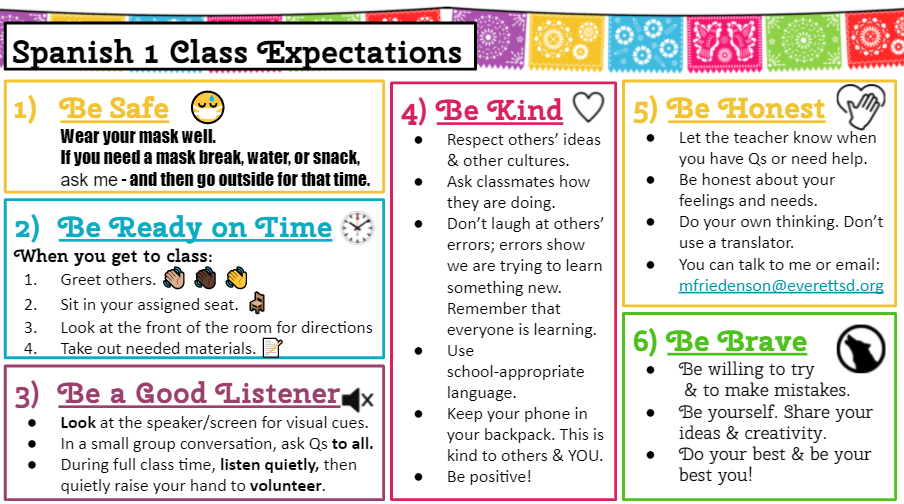 Spanish 1 Class Expectations
1) Be Safe
Wear your mask well.
If you need a mask break, water, or snack,
ask me - and then go outside for that time.
2) Be Ready on Time
When you get to class:
1. Greet others.
2. Sit in your assigned seat.
3. Look at the front of the room for directions
4. Take out needed materials.
3) Be a Good Listener
● Look at the speaker/screen for visual cues.
● In a small group conversation, ask Qs to all.
● During full class time, listen quietly, then
quietly raise your hand to volunteer.
4) Be Kind
● Respect others’ ideas
& other cultures.
● Ask classmates how
they are doing.
● Don’t laugh at others’
errors; errors show
we are trying to learn
something new.
Remember that
everyone is learning.
● Use
school-appropriate
language.
● Keep your phone in
your backpack. This is
kind to others & YOU.
● Be positive!
5) Be Honest
● Let the teacher know when
you have Qs or need help.
● Be honest about your
feelings and needs.
● Do your own thinking. Don’t
use a translator.
● You can talk to me or email:
mfriedenson@everettsd.org
6) Be Brave
● Be willing to try
& to make mistakes.
● Be yourself. Share your
ideas & creativity.
● Do your best & be your
best you!